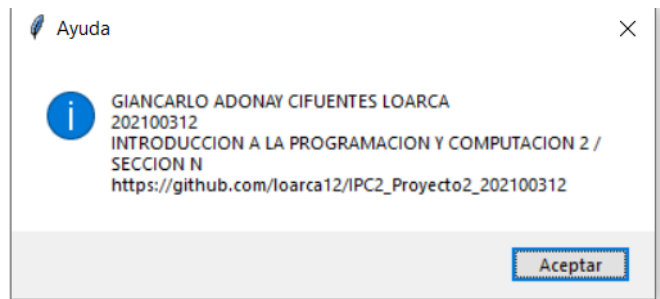 Ayuda
GIANCARLO ADONAY CIFUENTES LOARCA
202100312
INTRODUCCION A LA PROGRAMACION Y COMPUTACION 2 /
SECCION N
https://github.com/loarca12/IPC2_Proyecto2_202100312
Aceptar